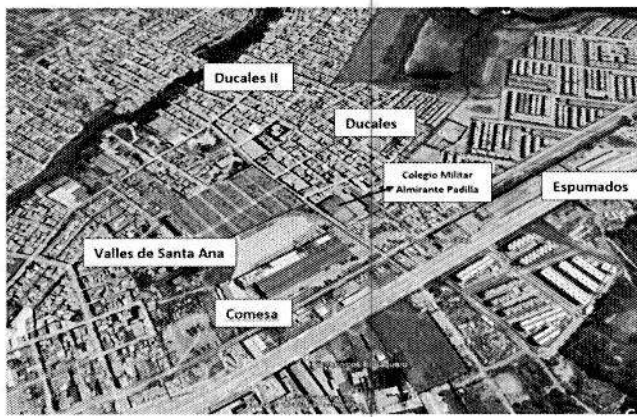 Ducales II
Ducales
Colegio Militar
Almirante Padilla
Espumados
Valles de Santa Ana
Comesa